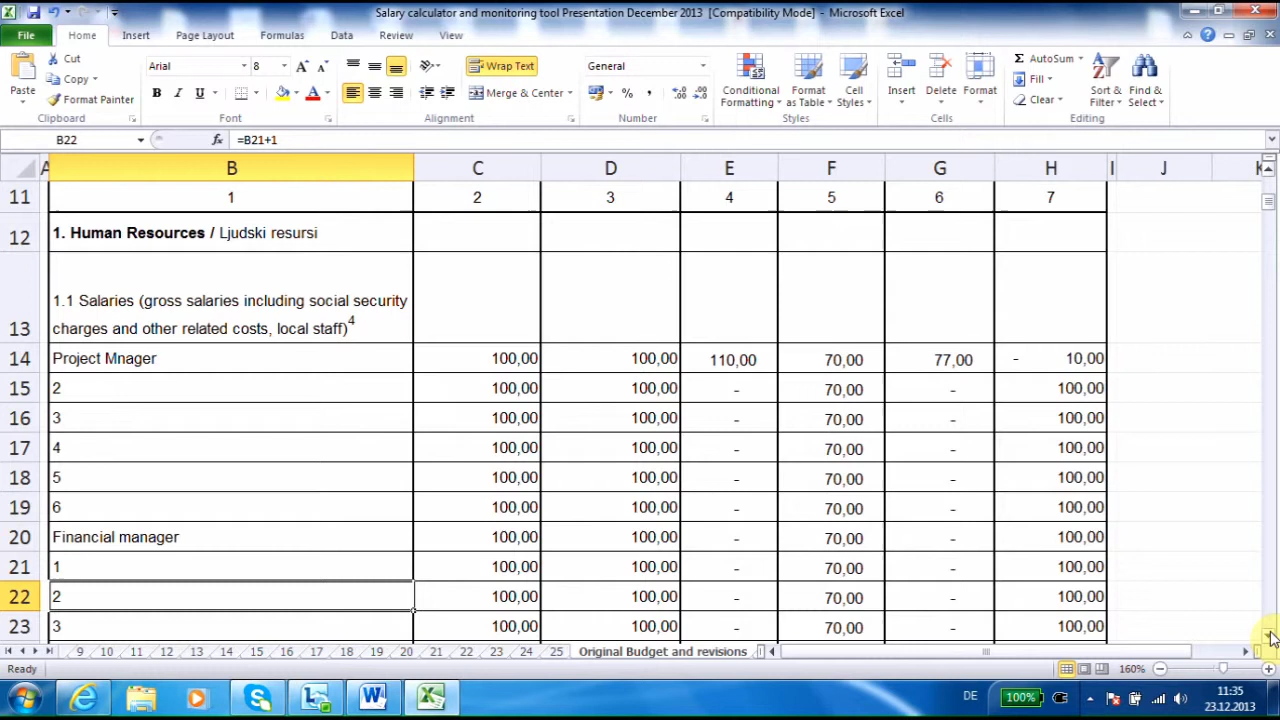 Salary calculator and monitoring tool Presentation December 2013 [Compatibility Mode] - Microsoft Excel
File Home Insert Page Layout Formulas Data Review View
Paste Cut Copy Format Painter Clipboard
Arial 8 B I U Font
Wrap Text Merge & Center Alignment
General % , Number
Conditional Formatting Format as Table Cell Styles Styles
Insert Delete Format Cells
AutoSum Fill Clear Sort & Filter Find & Select Editing
B22 fx =B21+1
A B C D E F G H I J K
11 1 2 3 4 5 6 7
12 1. Human Resources / Ljudski resursi
13 1.1 Salaries (gross salaries including social security
charges and other related costs, local staff)4
14 Project Mnager 100,00 100,00 110,00 70,00 77,00 - 10,00
15 2 100,00 100,00 - 70,00 - 100,00
16 3 100,00 100,00 - 70,00 - 100,00
17 4 100,00 100,00 - 70,00 - 100,00
18 5 100,00 100,00 - 70,00 - 100,00
19 6 100,00 100,00 - 70,00 - 100,00
20 Financial manager 100,00 100,00 - 70,00 - 100,00
21 1 100,00 100,00 - 70,00 - 100,00
22 2 100,00 100,00 - 70,00 - 100,00
23 3 100,00 100,00 - 70,00 - 100,00
9 10 11 12 13 14 15 16 17 18 19 20 21 22 23 24 25 Original Budget and revisions
Ready 160%
DE 100% 11:35
23.12.2013